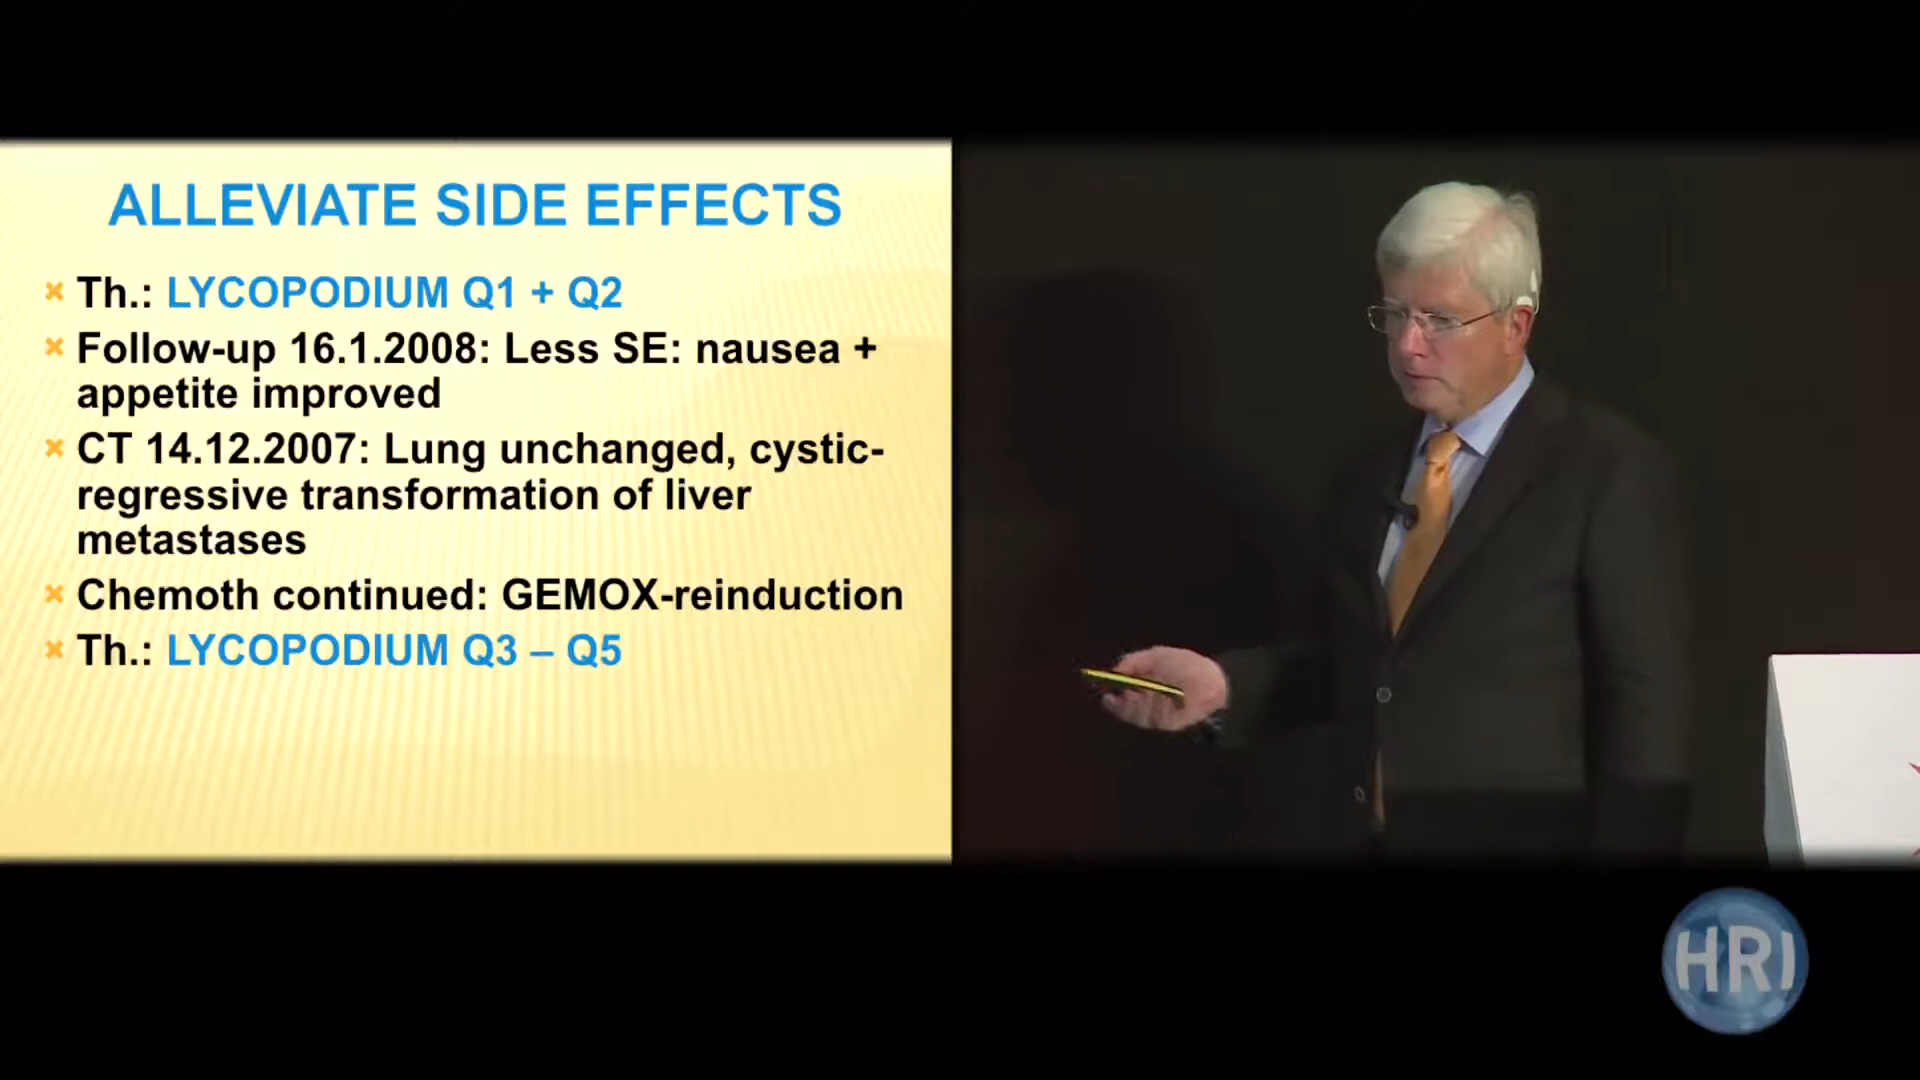 ALLEVIATE SIDE EFFECTS
Th.: LYCOPODIUM Q1 + Q2
Follow-up 16.1.2008: Less SE: nausea +
appetite improved
CT 14.12.2007: Lung unchanged, cystic-
regressive transformation of liver
metastases
Chemoth continued: GEMOX-reinduction
Th.: LYCOPODIUM Q3 – Q5
HRI